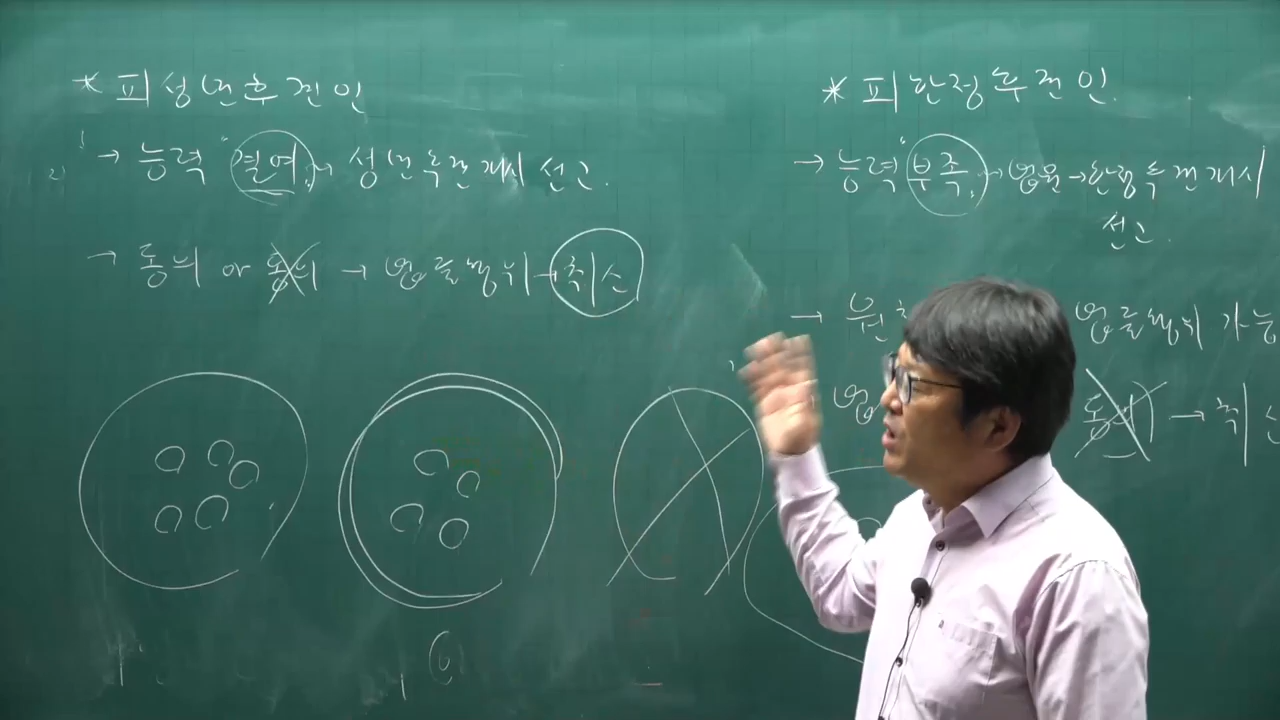 * 피성년후견인
→ 능력 "결여" → 성년후견개시 선고.
→ 동의 or 동의 → 법률행위 → 취소
* 피한정후견인.
→ 능력 "부족" → 법원 → 한정후견개시
선고.
→ 원 법률행위 가능
법 동의 → 취소